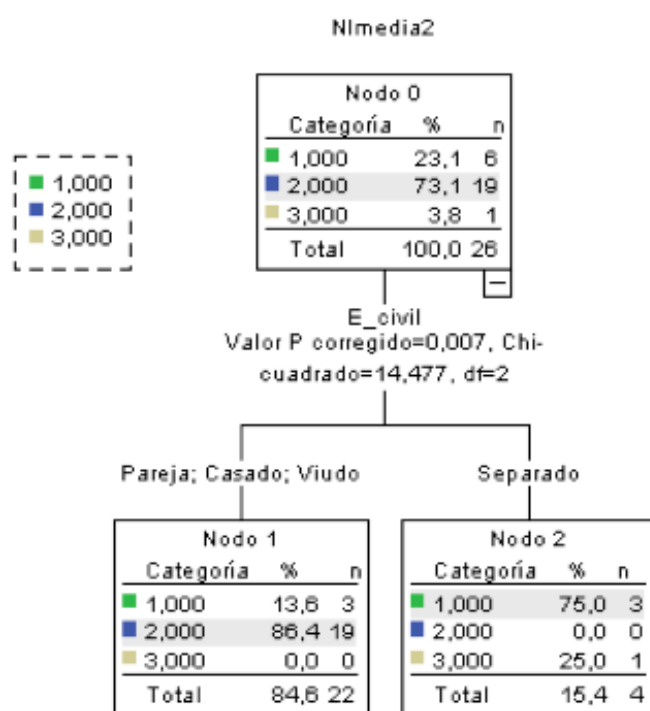 NImedia2
Nodo 0
Categoría % n
1,000 23,1 6
2,000 73,1 19
3,000 3,8 1
Total 100,0 26
1,000
2,000
3,000
E_civil
Valor P corregido=0,007, Chi-
cuadrado=14,477, df=2
Pareja; Casado; Viudo
Separado
Nodo 1
Categoría % n
1,000 13,6 3
2,000 86,4 19
3,000 0,0 0
Total 84,6 22
Nodo 2
Categoría % n
1,000 75,0 3
2,000 0,0 0
3,000 25,0 1
Total 15,4 4